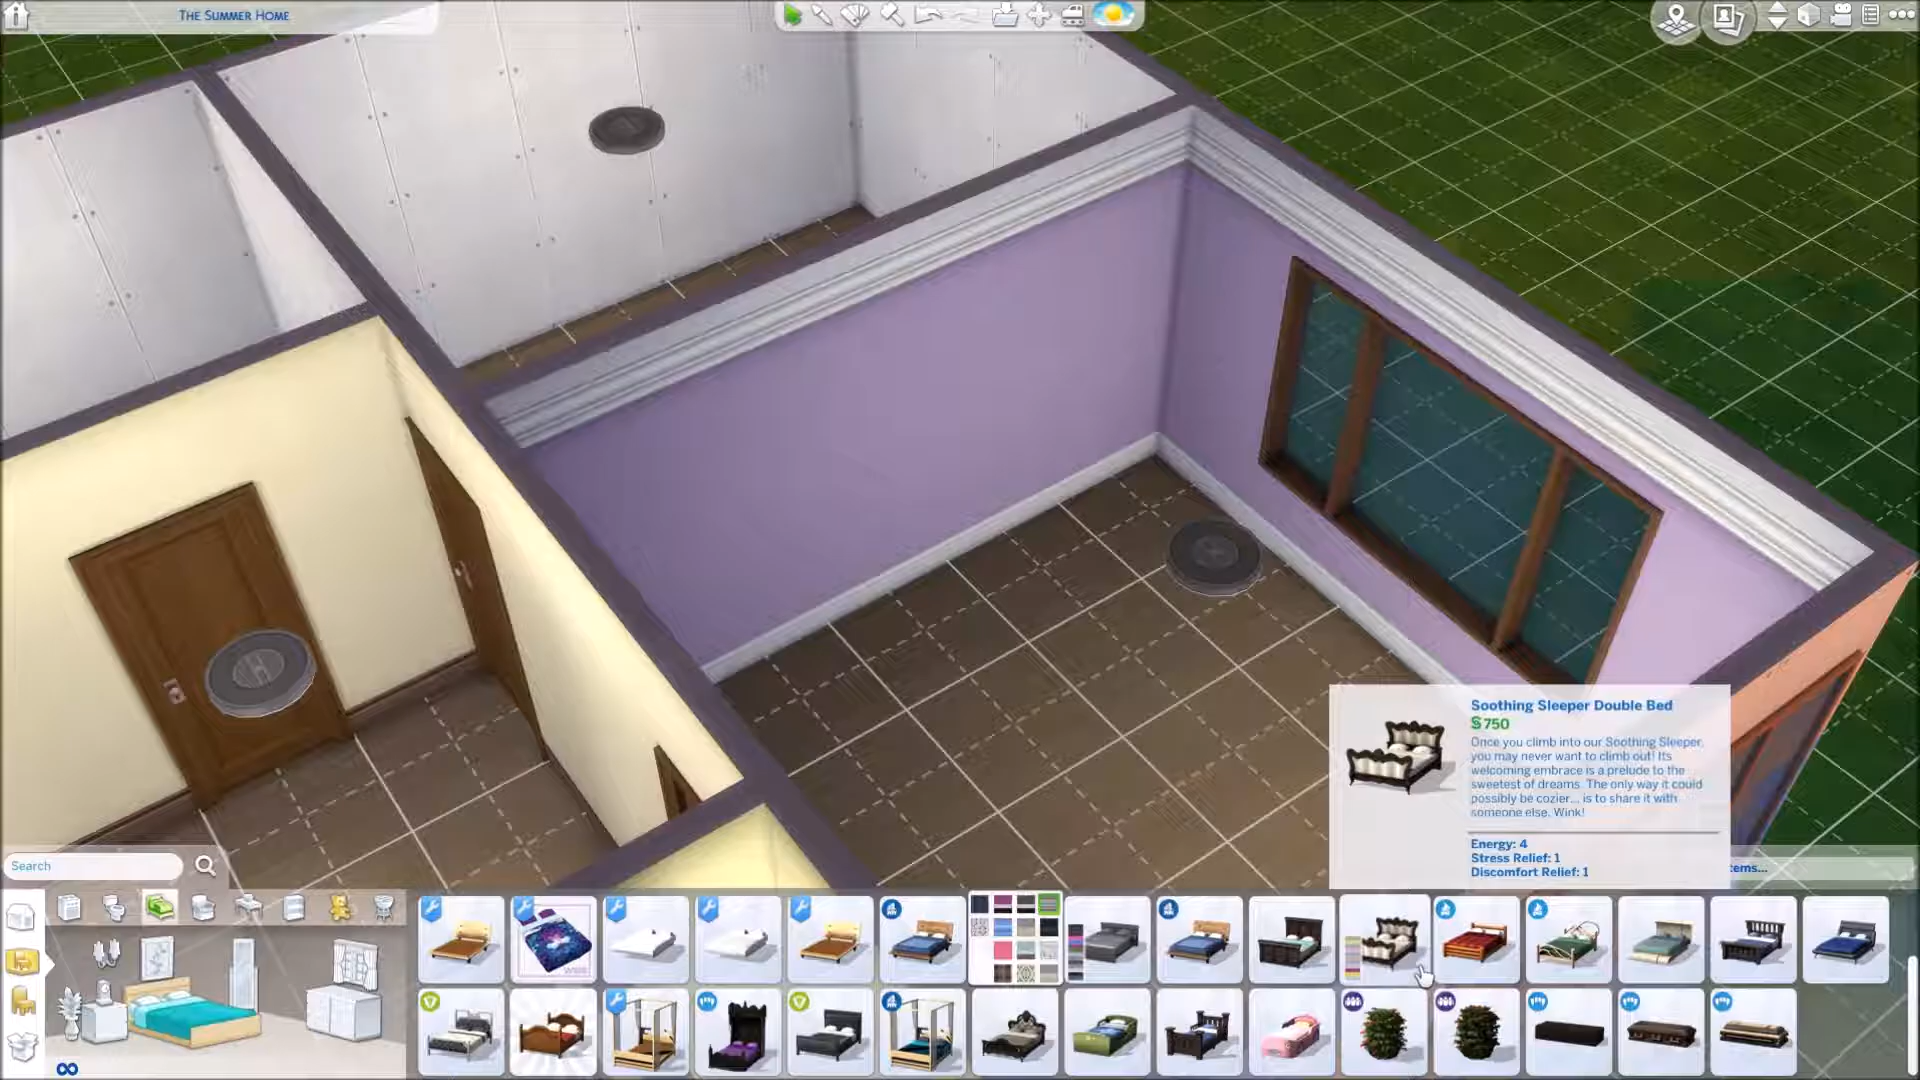 THE SUMMER HOME
Soothing Sleeper Double Bed
§750
Once you climb into our Soothing Sleeper,
you may never want to climb out! Its
welcoming embrace is a prelude to the
sweetest of dreams. The only way it could
possibly be cozier... is to share it with
someone else. Wink!
Energy: 4
Stress Relief: 1
Discomfort Relief: 1
Search
tems...